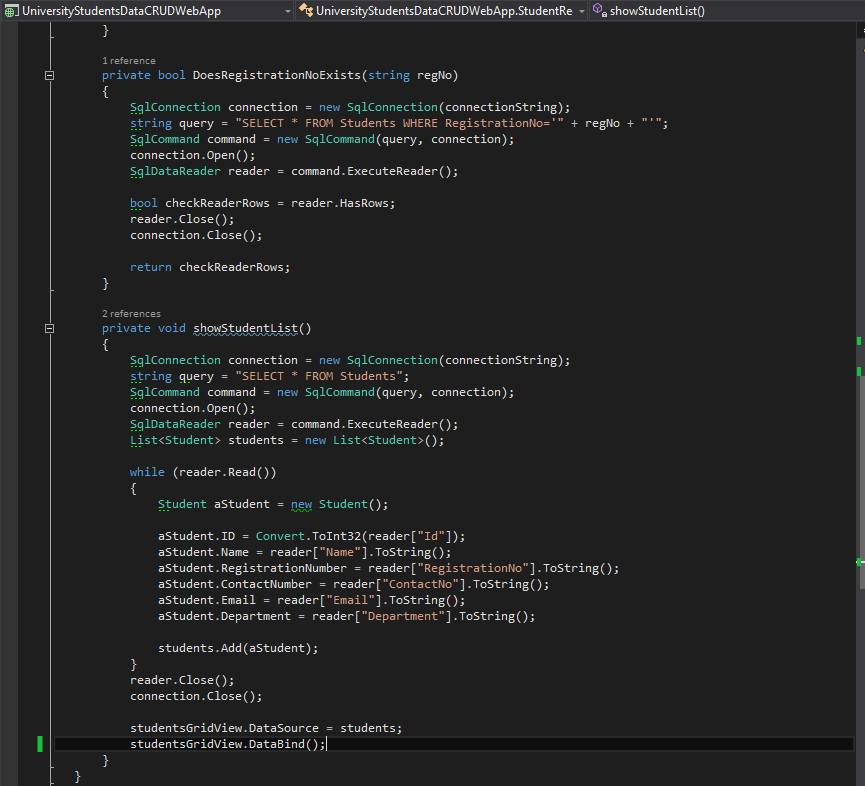 UniversityStudentsDataCRUDWebApp UniversityStudentsDataCRUDWebApp.StudentRe showStudentList()
}
1 reference
private bool DoesRegistrationNoExists(string regNo)
{
SqlConnection connection = new SqlConnection(connectionString);
string query = "SELECT * FROM Students WHERE RegistrationNo='" + regNo + "'";
SqlCommand command = new SqlCommand(query, connection);
connection.Open();
SqlDataReader reader = command.ExecuteReader();
bool checkReaderRows = reader.HasRows;
reader.Close();
connection.Close();
return checkReaderRows;
}
2 references
private void showStudentList()
{
SqlConnection connection = new SqlConnection(connectionString);
string query = "SELECT * FROM Students";
SqlCommand command = new SqlCommand(query, connection);
connection.Open();
SqlDataReader reader = command.ExecuteReader();
List<Student> students = new List<Student>();
while (reader.Read())
{
Student aStudent = new Student();
aStudent.ID = Convert.ToInt32(reader["Id"]);
aStudent.Name = reader["Name"].ToString();
aStudent.RegistrationNumber = reader["RegistrationNo"].ToString();
aStudent.ContactNumber = reader["ContactNo"].ToString();
aStudent.Email = reader["Email"].ToString();
aStudent.Department = reader["Department"].ToString();
students.Add(aStudent);
}
reader.Close();
connection.Close();
studentsGridView.DataSource = students;
studentsGridView.DataBind();
}
}